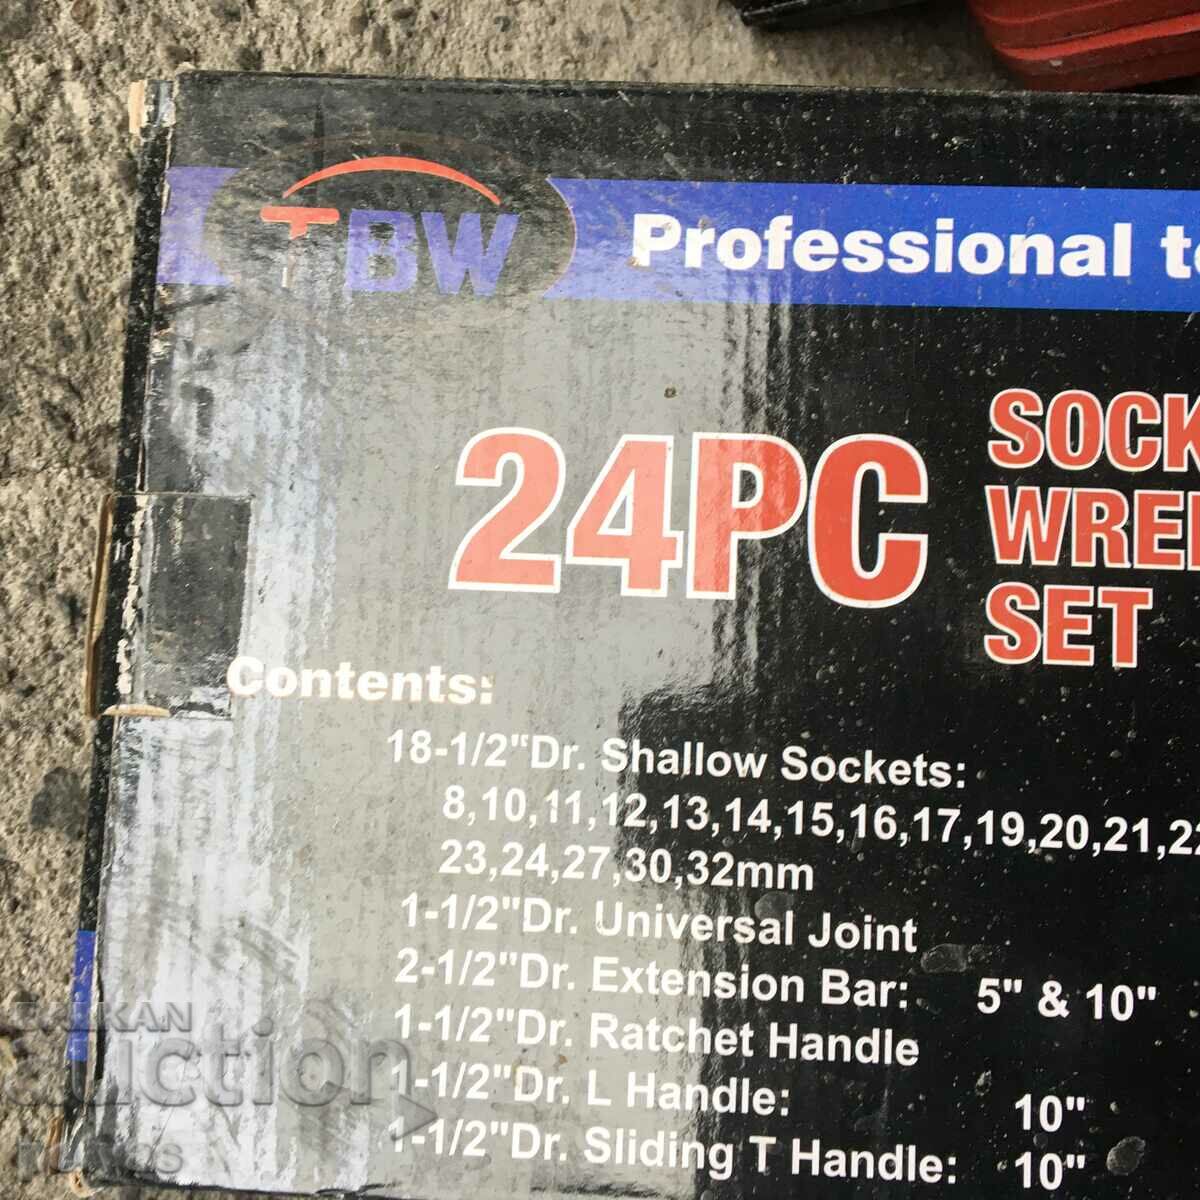 TBW
Professional
24PC
SET
Contents:
18-1/2"Dr. Shallow Sockets:
8,10,11,12,13,14,15,16,17,19,20,21,
23,24,27,30,32mm
1-1/2"Dr. Universal Joint
2-1/2"Dr. Extension Bar: 5" & 10"
1-1/2"Dr. Ratchet Handle
1-1/2"Dr. L Handle: 10"
1-1/2"Dr. Sliding T Handle: 10"
BALKAN
auction